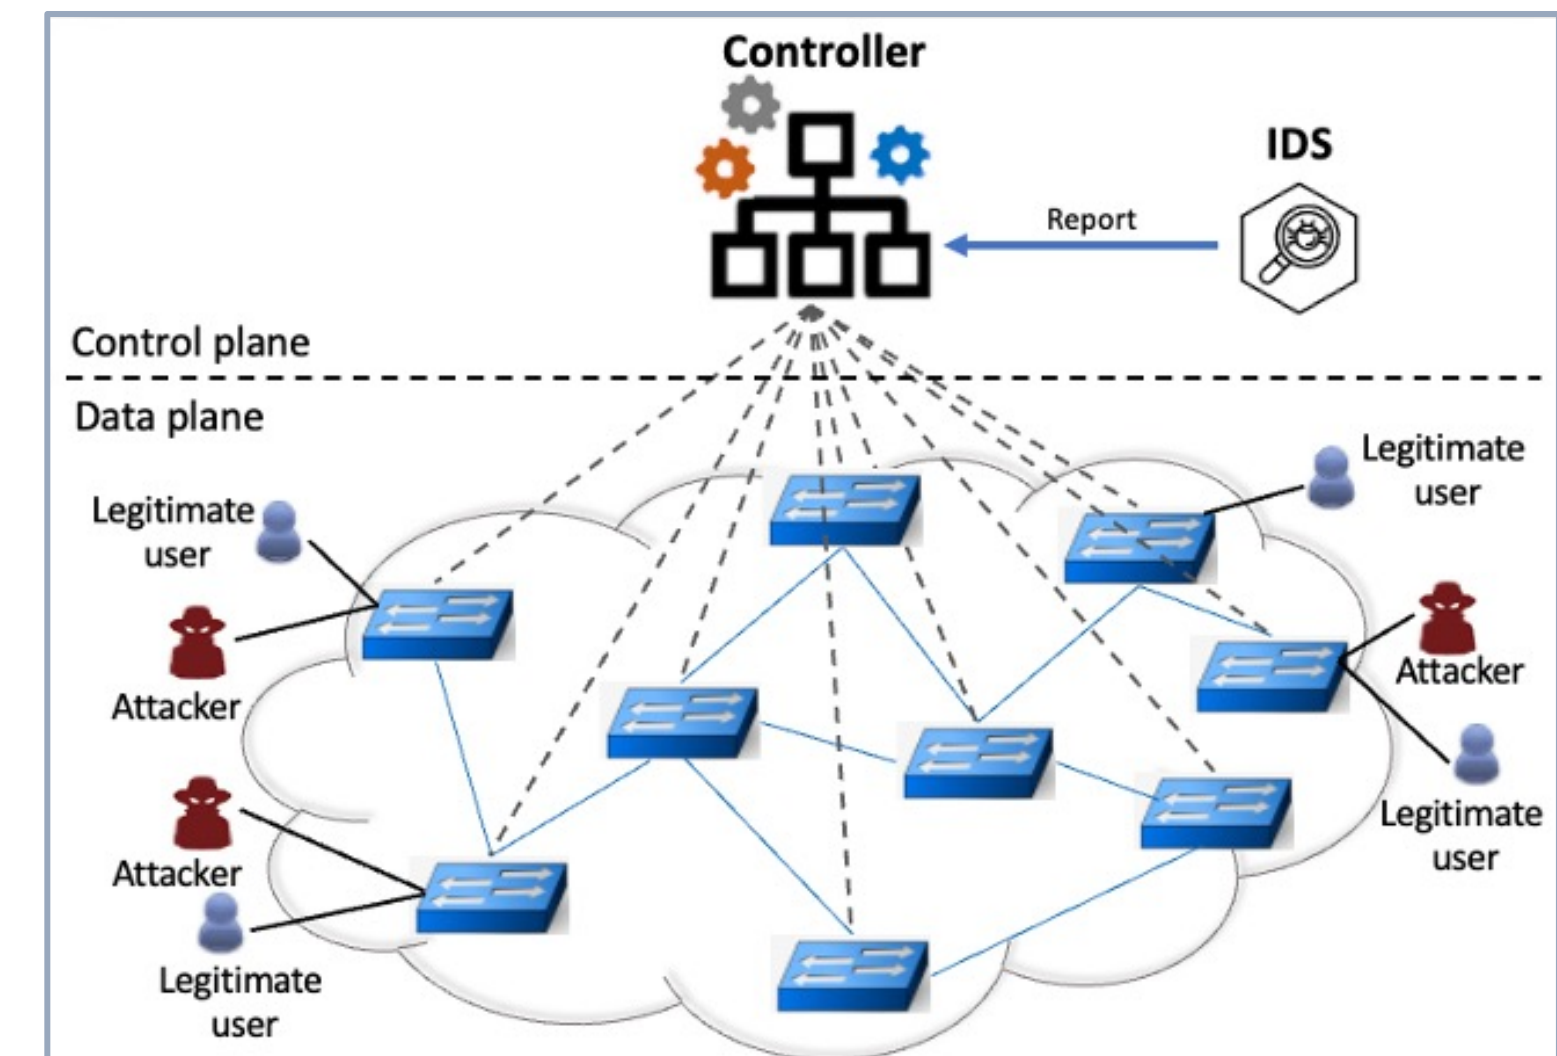 Controller
IDS
Report
Control plane
Data plane
Legitimate
user
Legitimate
user
Attacker
Attacker
Attacker
Legitimate
user
Legitimate
user